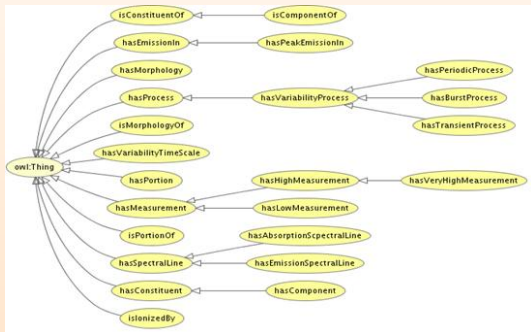 isConstituentOf
isComponentOf
hasEmissionIn
hasPeakEmissionIn
hasMorphology
hasPeriodicProcess
hasProcess
hasVariabilityProcess
hasBurstProcess
isMorphologyOf
hasTransientProcess
hasVariabilityTimeScale
owl:Thing
hasPortion
hasHighMeasurement
hasVeryHighMeasurement
hasMeasurement
hasLowMeasurement
isPortionOf
hasAbsorptionScpectralLine
hasSpectralLine
hasEmissionSpectralLine
hasConstituent
hasComponent
isIonizedBy